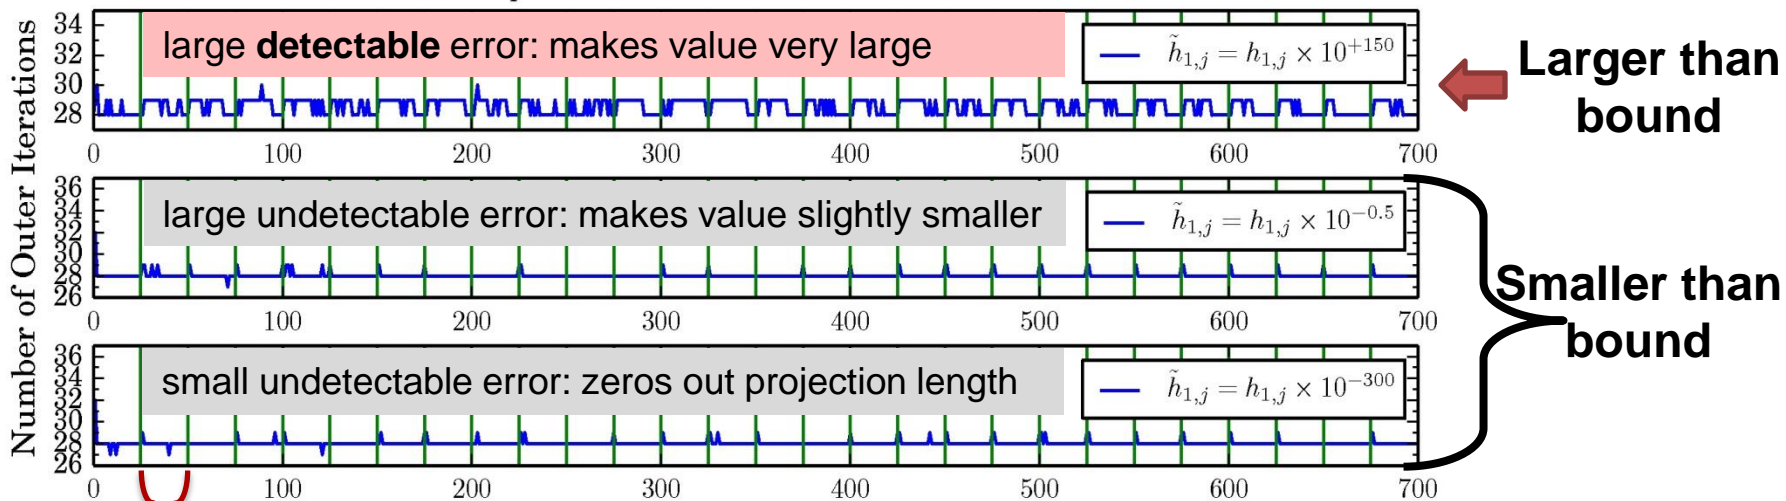 Number of Outer Iterations
34
32
30
28
large detectable error: makes value very large
h̃₁,ⱼ = h₁,ⱼ × 10⁺¹⁵⁰
Larger than
bound
0 100 200 300 400 500 600 700
36
34
32
30
28
26
large undetectable error: makes value slightly smaller
h̃₁,ⱼ = h₁,ⱼ × 10⁻⁰·⁵
0 100 200 300 400 500 600 700
Smaller than
bound
36
34
32
30
28
26
small undetectable error: zeros out projection length
h̃₁,ⱼ = h₁,ⱼ × 10⁻³⁰⁰
0 100 200 300 400 500 600 700